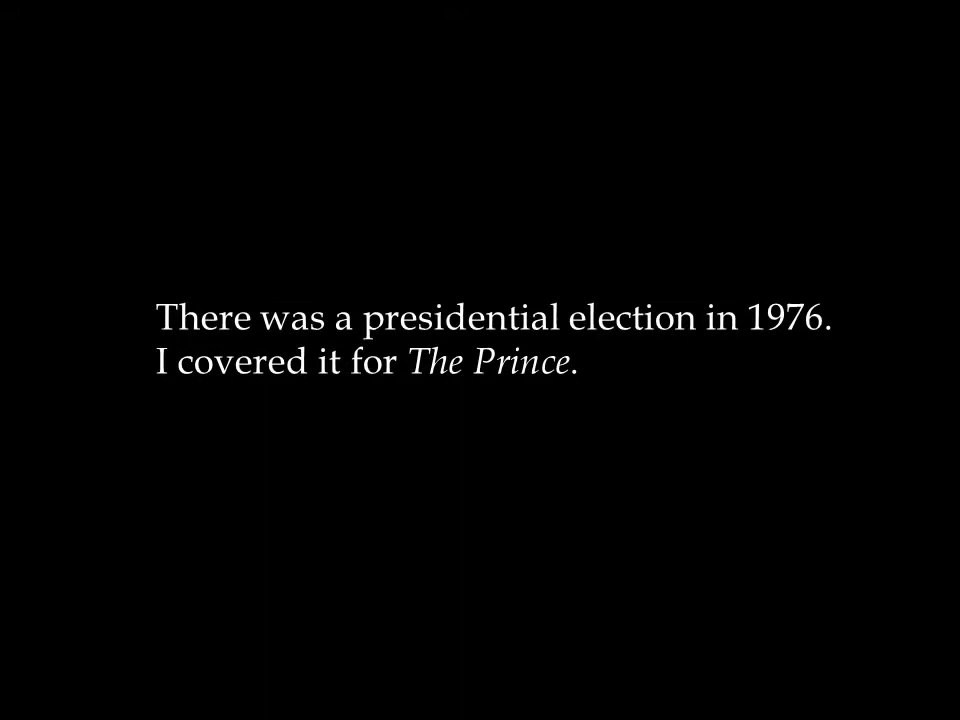 There was a presidential election in 1976.
I covered it for The Prince.